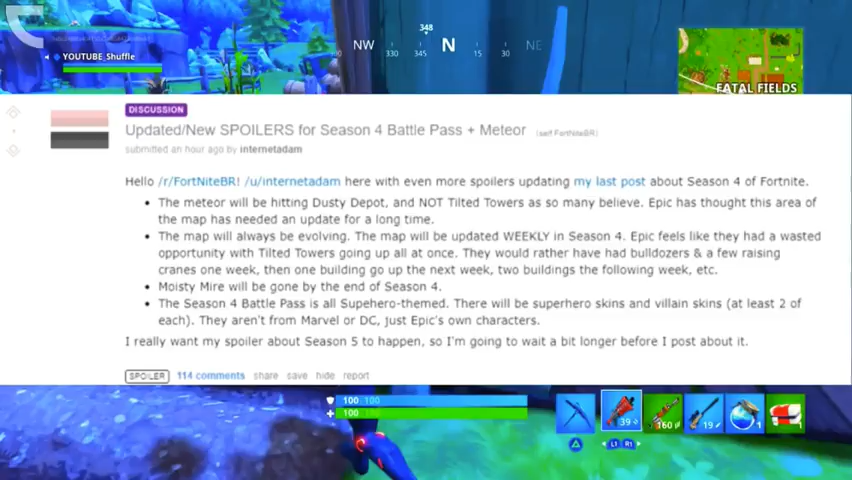 348
NW 330 345 N 15 30 NE
YOUTUBE_Shuffle
FATAL FIELDS
DISCUSSION
Updated/New SPOILERS for Season 4 Battle Pass + Meteor (self.FortNiteBR)
submitted an hour ago by internetadam
Hello /r/FortNiteBR! /u/internetadam here with even more spoilers updating my last post about Season 4 of Fortnite.
• The meteor will be hitting Dusty Depot, and NOT Tilted Towers as so many believe. Epic has thought this area of
the map has needed an update for a long time.
• The map will always be evolving. The map will be updated WEEKLY in Season 4. Epic feels like they had a wasted
opportunity with Tilted Towers going up all at once. They would rather have had bulldozers & a few raising
cranes one week, then one building go up the next week, two buildings the following week, etc.
• Moisty Mire will be gone by the end of Season 4.
• The Season 4 Battle Pass is all Supehero-themed. There will be superhero skins and villain skins (at least 2 of
each). They aren't from Marvel or DC, just Epic's own characters.
I really want my spoiler about Season 5 to happen, so I'm going to wait a bit longer before I post about it.
SPOILER 114 comments share save hide report
100 100
100 100
39 160 19 1 1
L1 R1